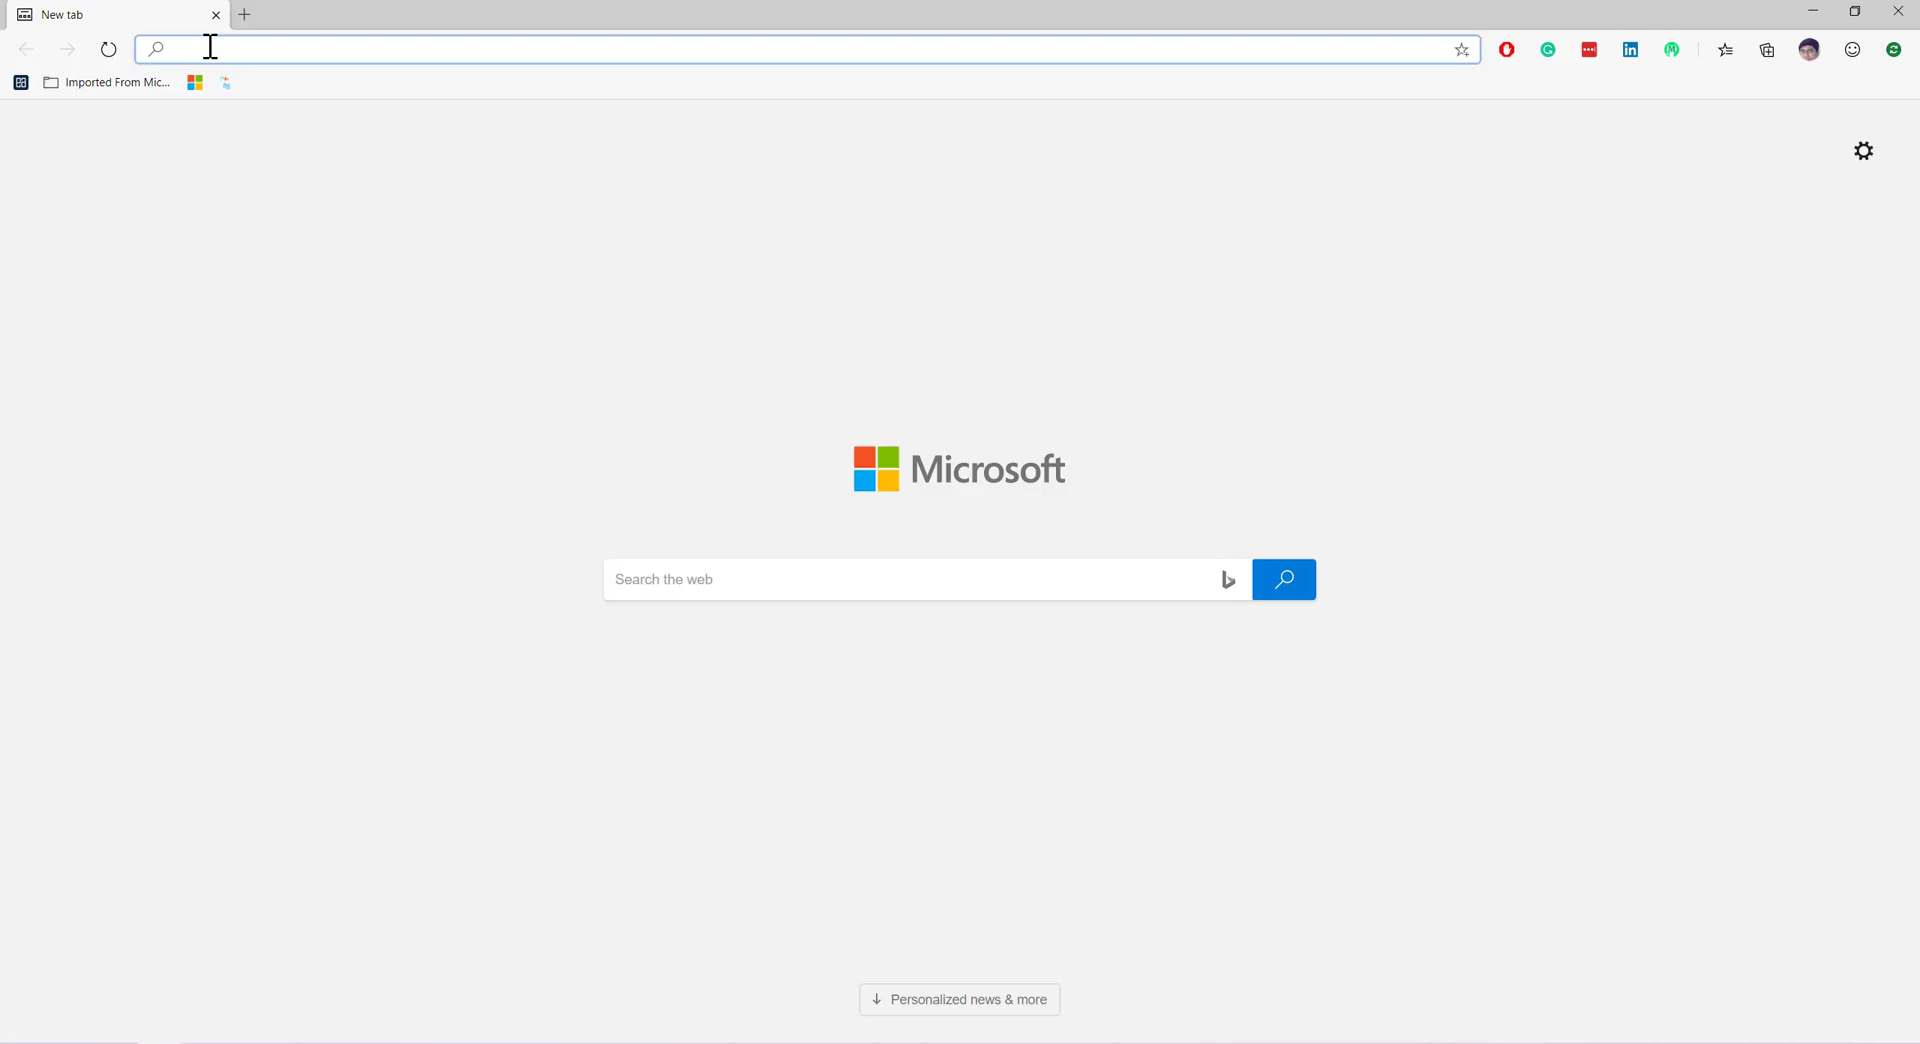 New tab
Imported From Mic...
Microsoft
Search the web
Personalized news & more